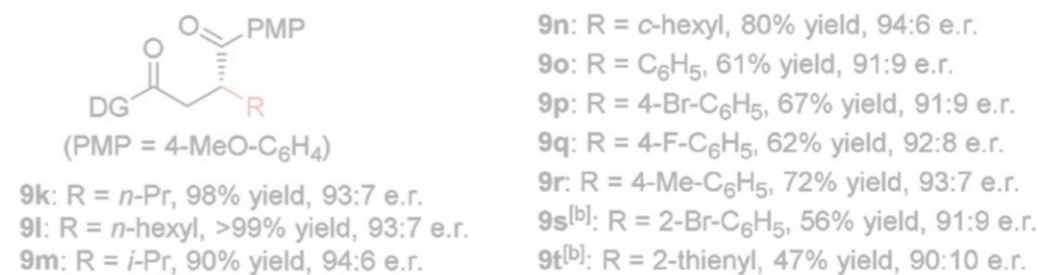 O
PMP
O
DG
R
(PMP = 4-MeO-C₆H₄)
9k: R = n-Pr, 98% yield, 93:7 e.r.
9l: R = n-hexyl, >99% yield, 93:7 e.r.
9m: R = i-Pr, 90% yield, 94:6 e.r.
9n: R = c-hexyl, 80% yield, 94:6 e.r.
9o: R = C₆H₅, 61% yield, 91:9 e.r.
9p: R = 4-Br-C₆H₅, 67% yield, 91:9 e.r.
9q: R = 4-F-C₆H₅, 62% yield, 92:8 e.r.
9r: R = 4-Me-C₆H₅, 72% yield, 93:7 e.r.
9s[b]: R = 2-Br-C₆H₅, 56% yield, 91:9 e.r.
9t[b]: R = 2-thienyl, 47% yield, 90:10 e.r.